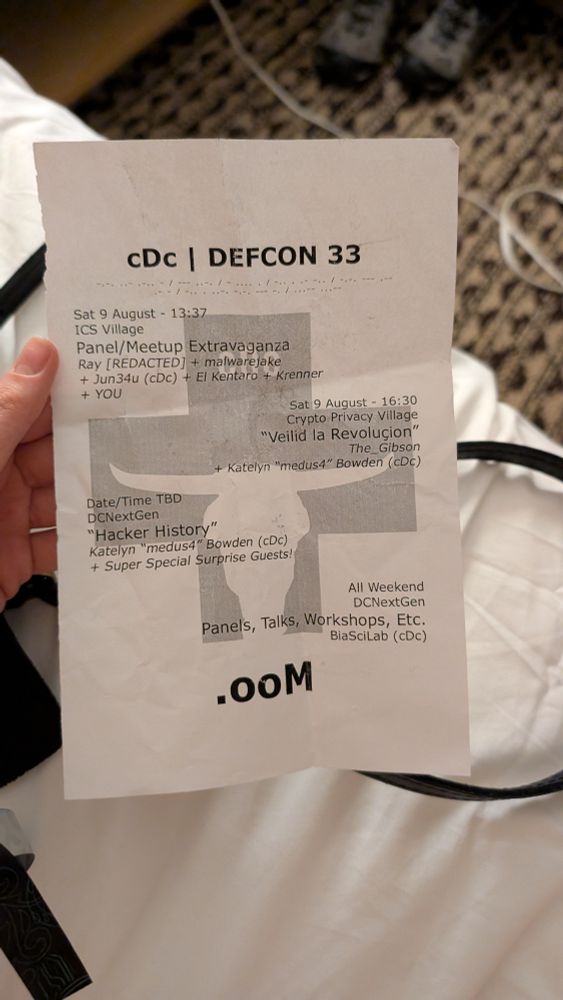 cDc | DEFCON 33
Sat 9 August - 13:37
ICS Village
Panel/Meetup Extravaganza
Ray [REDACTED] + malwareJake
+ Jun34u (cDc) + El Kentaro + Krenner
+ YOU
Sat 9 August - 16:30
Crypto Privacy Village
"Veilid la Revoluçion"
The_Gibson
+ Katelyn "medus4" Bowden (cDc)
Date/Time TBD
DCNextGen
"Hacker History"
Katelyn "medus4" Bowden (cDc)
+ Super Special Surprise Guests!
All Weekend
DCNextGen
Panels, Talks, Workshops, Etc.
BiaSciLab (cDc)
.ooM